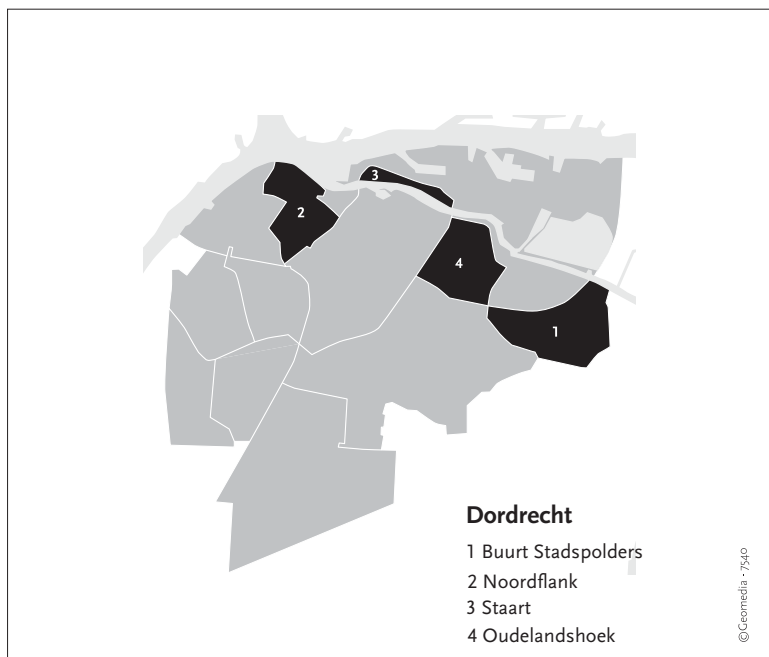 3
2
4
1
Dordrecht
1 Buurt Stadspolders
2 Noordflank
3 Staart
4 Oudelandshoek
©Geomedia - 7540